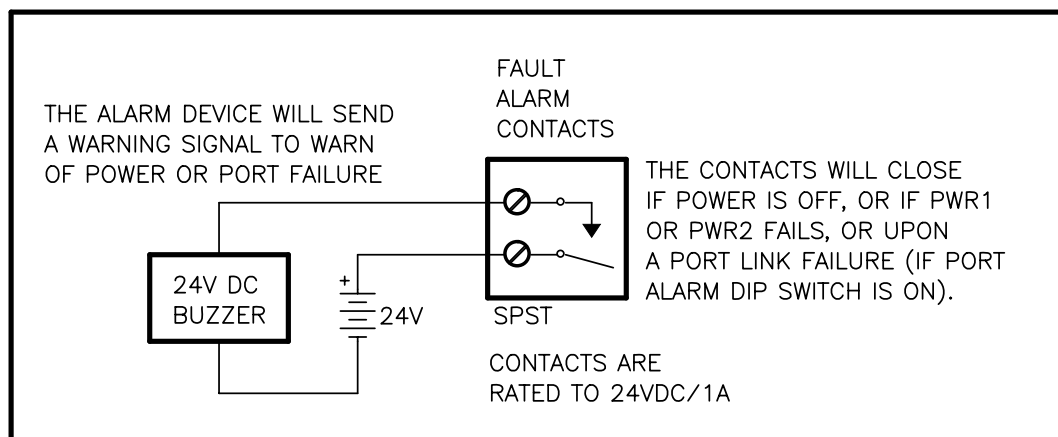 FAULT
ALARM
CONTACTS
THE ALARM DEVICE WILL SEND
A WARNING SIGNAL TO WARN
OF POWER OR PORT FAILURE
THE CONTACTS WILL CLOSE
IF POWER IS OFF, OR IF PWR1
OR PWR2 FAILS, OR UPON
A PORT LINK FAILURE (IF PORT
ALARM DIP SWITCH IS ON).
24V DC
BUZZER
+
24V
SPST
CONTACTS ARE
RATED TO 24VDC/1A